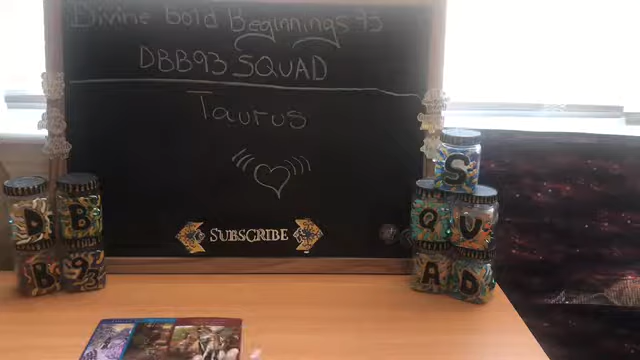 Divine bold Beginnings 93
DBB93 SQUAD
Taurus
SUBSCRIBE
S
D B Q U
B 93 A D